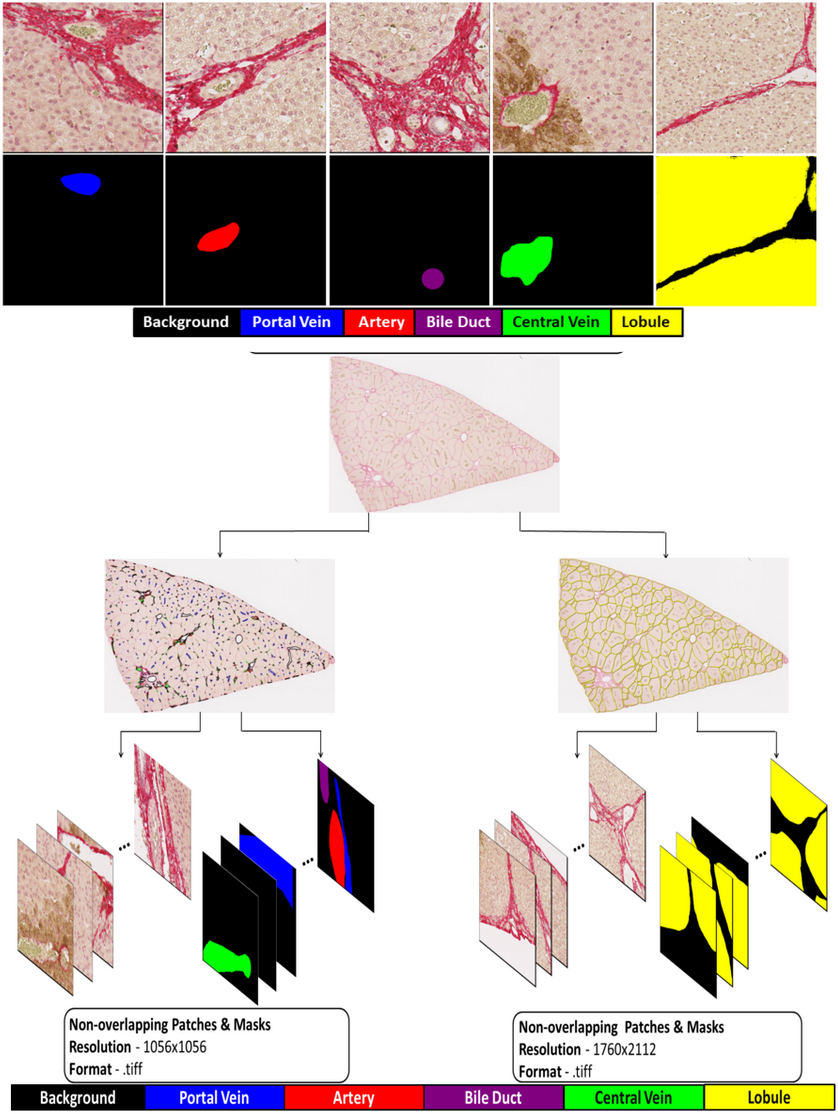 Background Portal Vein Artery Bile Duct Central Vein Lobule
Non-overlapping Patches & Masks
Resolution - 1056x1056
Format - .tiff
Non-overlapping Patches & Masks
Resolution - 1760x2112
Format - .tiff
Background Portal Vein Artery Bile Duct Central Vein Lobule